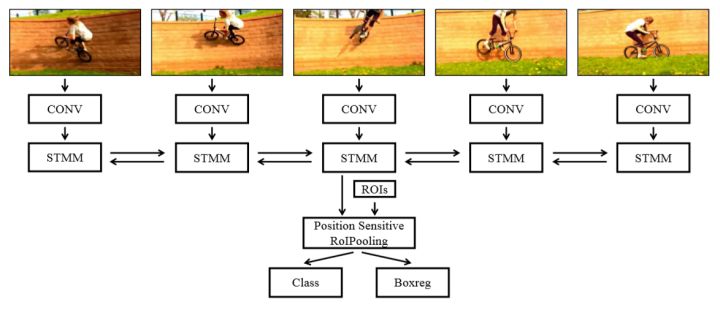 CONV CONV CONV CONV CONV
STMM STMM STMM STMM STMM
ROIs
Position Sensitive
RoIPooling
Class Boxreg